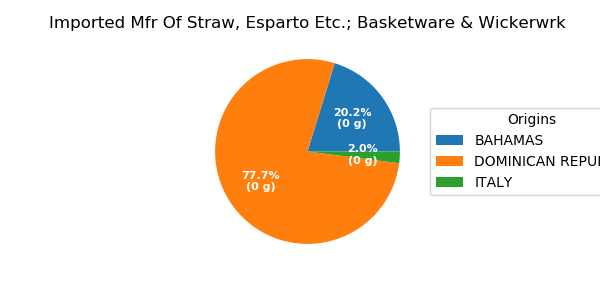 Imported Mfr Of Straw, Esparto Etc.; Basketware & Wickerwrk
20.2%
(0 g)
2.0%
(0 g)
77.7%
(0 g)
Origins
BAHAMAS
DOMINICAN REPU
ITALY